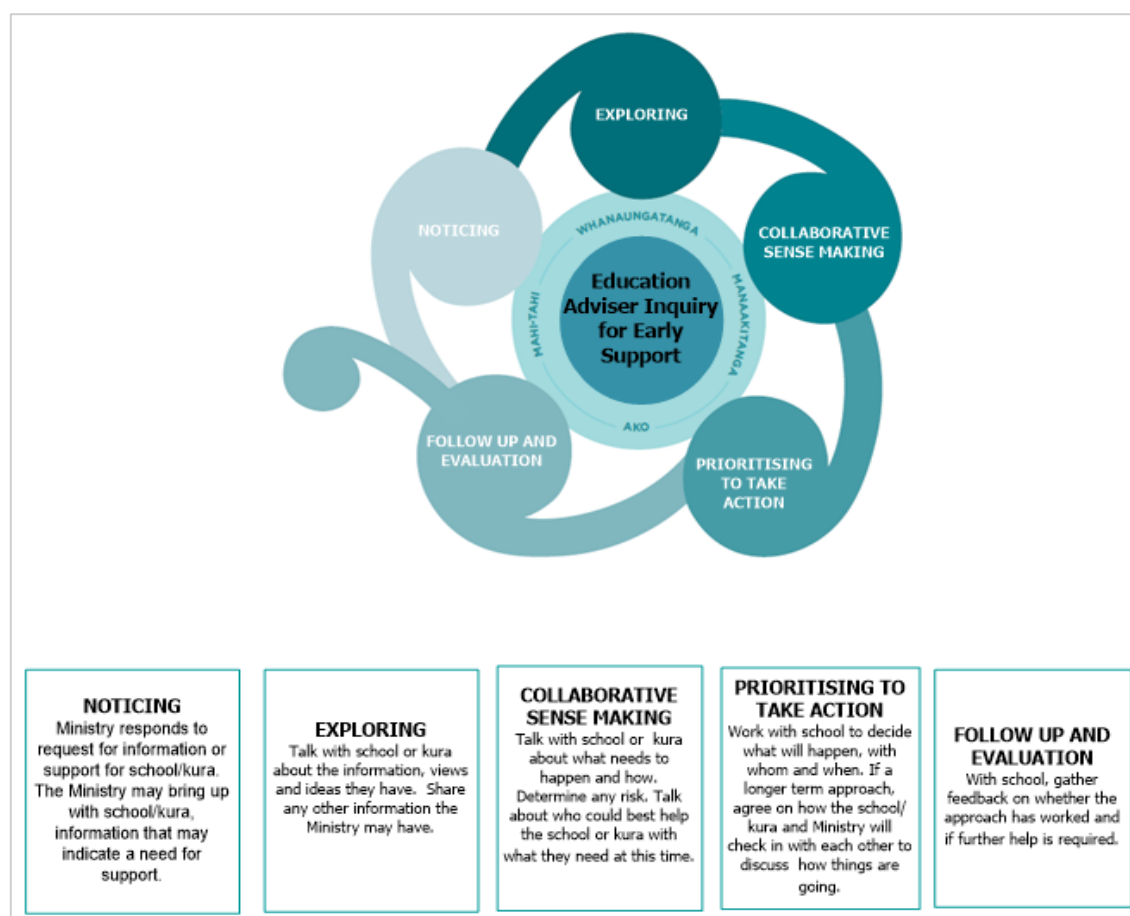 EXPLORING
NOTICING
COLLABORATIVE
SENSE MAKING
WHANAUNGATANGA
MANAAKITANGA
AKO
MAHI-TAHI
Education
Adviser Inquiry
for Early
Support
FOLLOW UP AND
EVALUATION
PRIORITISING
TO TAKE
ACTION
NOTICING
Ministry responds to
request for information or
support for school/kura.
The Ministry may bring up
with school/kura,
information that may
indicate a need for
support.
EXPLORING
Talk with school or kura
about the information, views
and ideas they have. Share
any other information the
Ministry may have.
COLLABORATIVE
SENSE MAKING
Talk with school or kura
about what needs to
happen and how.
Determine any risk. Talk
about who could best help
the school or kura with
what they need at this time.
PRIORITISING TO
TAKE ACTION
Work with school to decide
what will happen, with
whom and when. If a
longer term approach,
agree on how the school/
kura and Ministry will
check in with each other to
discuss how things are
going.
FOLLOW UP AND
EVALUATION
With school, gather
feedback on whether the
approach has worked and
if further help is required.